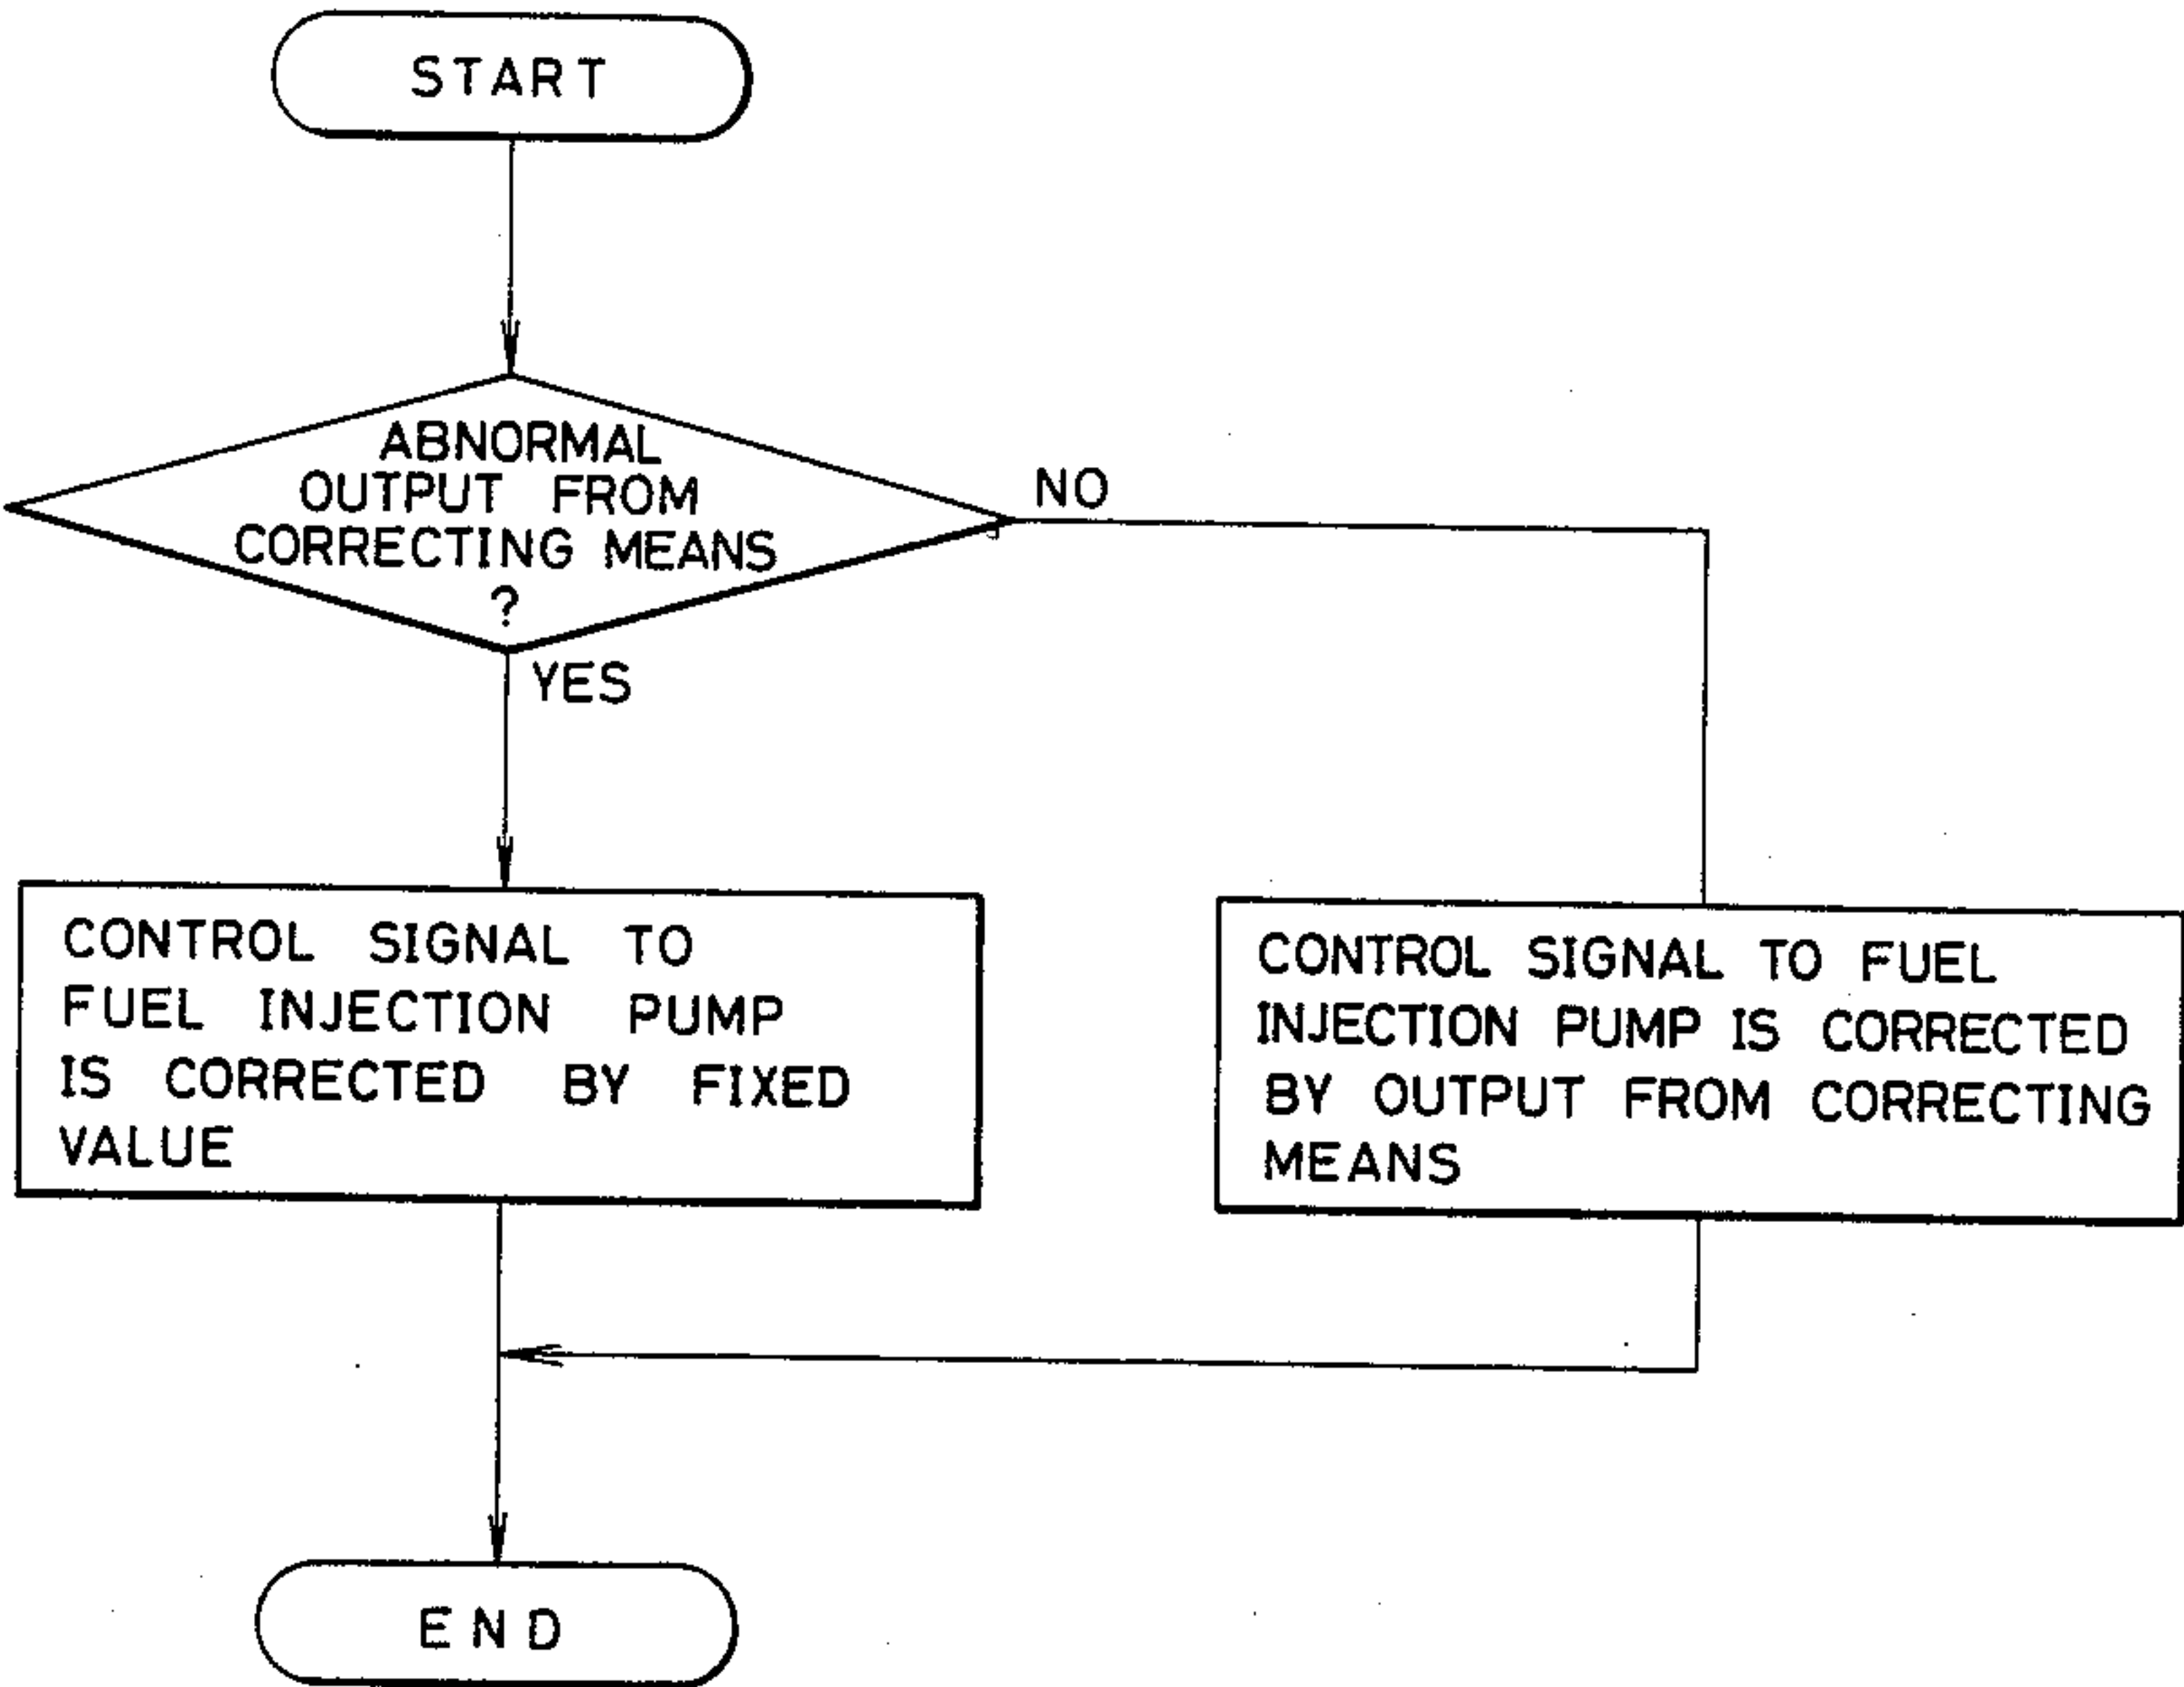 START
ABNORMAL
OUTPUT FROM
CORRECTING MEANS
?
NO
YES
CONTROL SIGNAL TO
FUEL INJECTION PUMP
IS CORRECTED BY FIXED
VALUE
CONTROL SIGNAL TO FUEL
INJECTION PUMP IS CORRECTED
BY OUTPUT FROM CORRECTING
MEANS
END